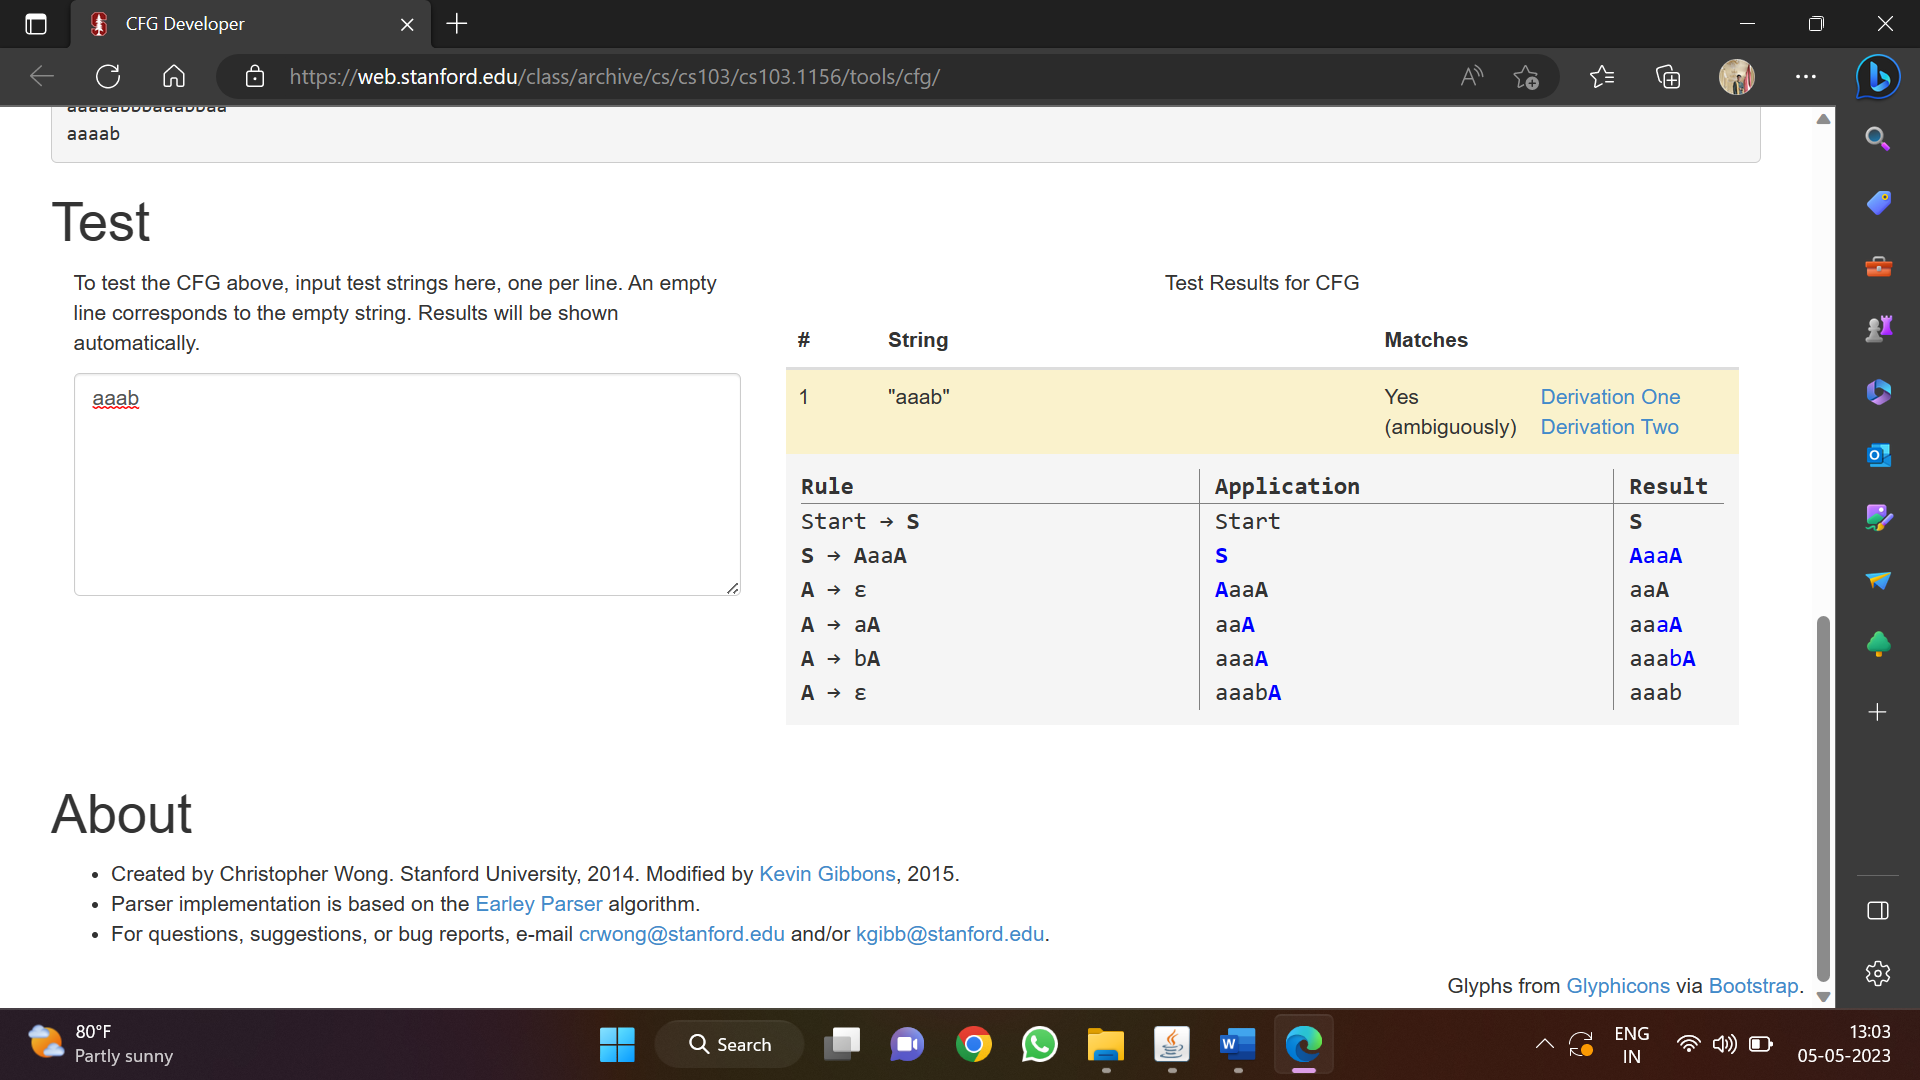 CFG Developer
https://web.stanford.edu/class/archive/cs/cs103/cs103.1156/tools/cfg/
aaaab
Test
To test the CFG above, input test strings here, one per line. An empty
line corresponds to the empty string. Results will be shown
automatically.
aaab
Test Results for CFG
# String Matches
1 "aaab" Yes Derivation One
(ambiguously) Derivation Two
Rule Application Result
Start → S Start S
S → AaaA S AaaA
A → ε AaaA aaA
A → aA aaA aaaA
A → bA aaaA aaabA
A → ε aaabA aaab
About
• Created by Christopher Wong. Stanford University, 2014. Modified by Kevin Gibbons, 2015.
• Parser implementation is based on the Earley Parser algorithm.
• For questions, suggestions, or bug reports, e-mail crwong@stanford.edu and/or kgibb@stanford.edu.
Glyphs from Glyphicons via Bootstrap.
80°F
Partly sunny
Search
ENG
IN
13:03
05-05-2023